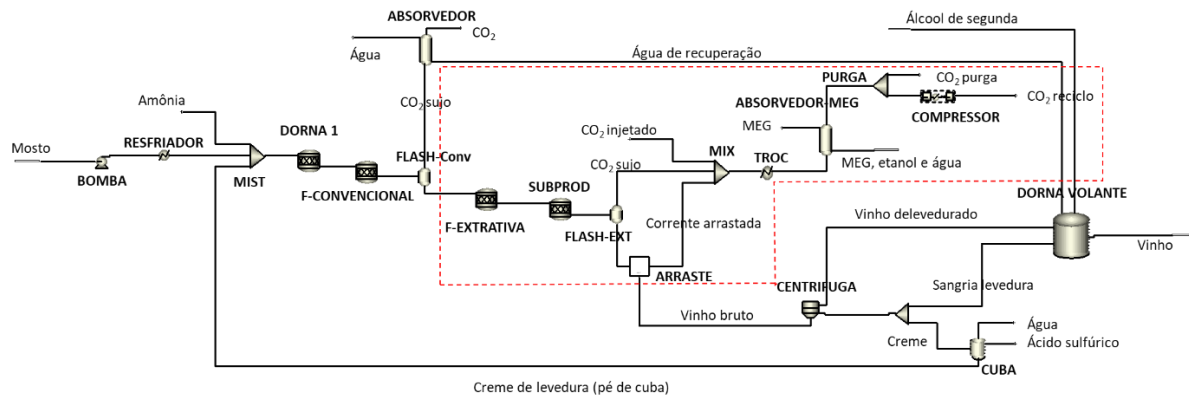 ABSORVEDOR
CO2
Álcool de segunda
Água
Água de recuperação
PURGA
CO2 purga
Amônia
CO2 sujo
ABSORVEDOR-MEG
CO2 reciclo
COMPRESSOR
Mosto
RESFRIADOR
DORNA 1
CO2 injetado
MEG
BOMBA
MIST
FLASH-Conv
CO2 sujo
MIX
TROC
MEG, etanol e água
F-CONVENCIONAL
SUBPROD
DORNA VOLANTE
F-EXTRATIVA
FLASH-EXT
Corrente arrastada
Vinho delevedurado
Vinho
ARRASTE
CENTRIFUGA
Sangria levedura
Vinho bruto
Creme
Água
Ácido sulfúrico
CUBA
Creme de levedura (pé de cuba)